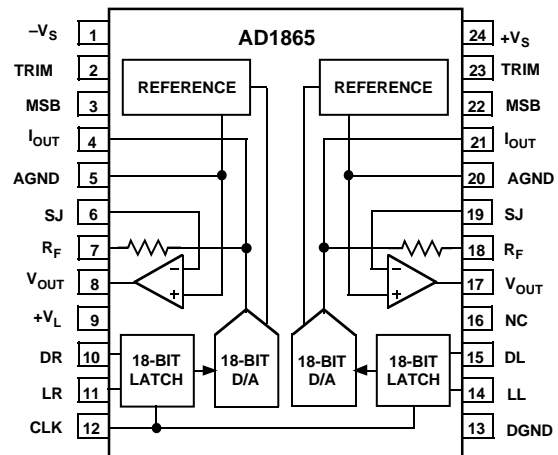 AD1865
–VS 1 24 +VS
TRIM 2 23 TRIM
REFERENCE REFERENCE
MSB 3 22 MSB
IOUT 4 21 IOUT
AGND 5 20 AGND
SJ 6 19 SJ
RF 7 18 RF
– –
VOUT 8 17 VOUT
+ +
+VL 9 16 NC
DR 10 15 DL
18-BIT LATCH
18-BIT D/A
18-BIT D/A
18-BIT LATCH
LR 11 14 LL
CLK 12 13 DGND